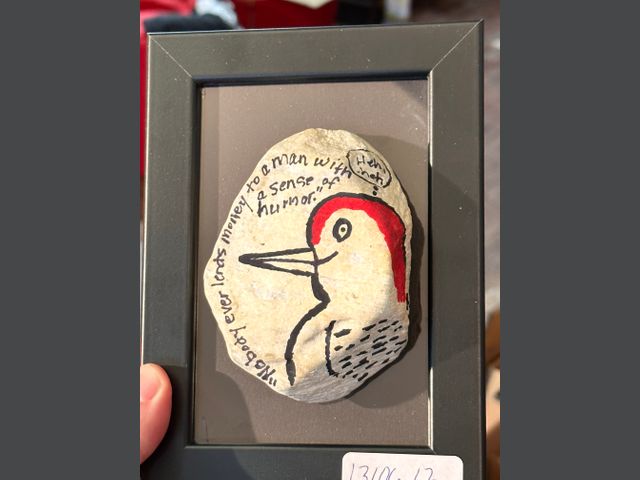 "Nobody ever lends money to a man with
a sense of
humor."
Heh
heh